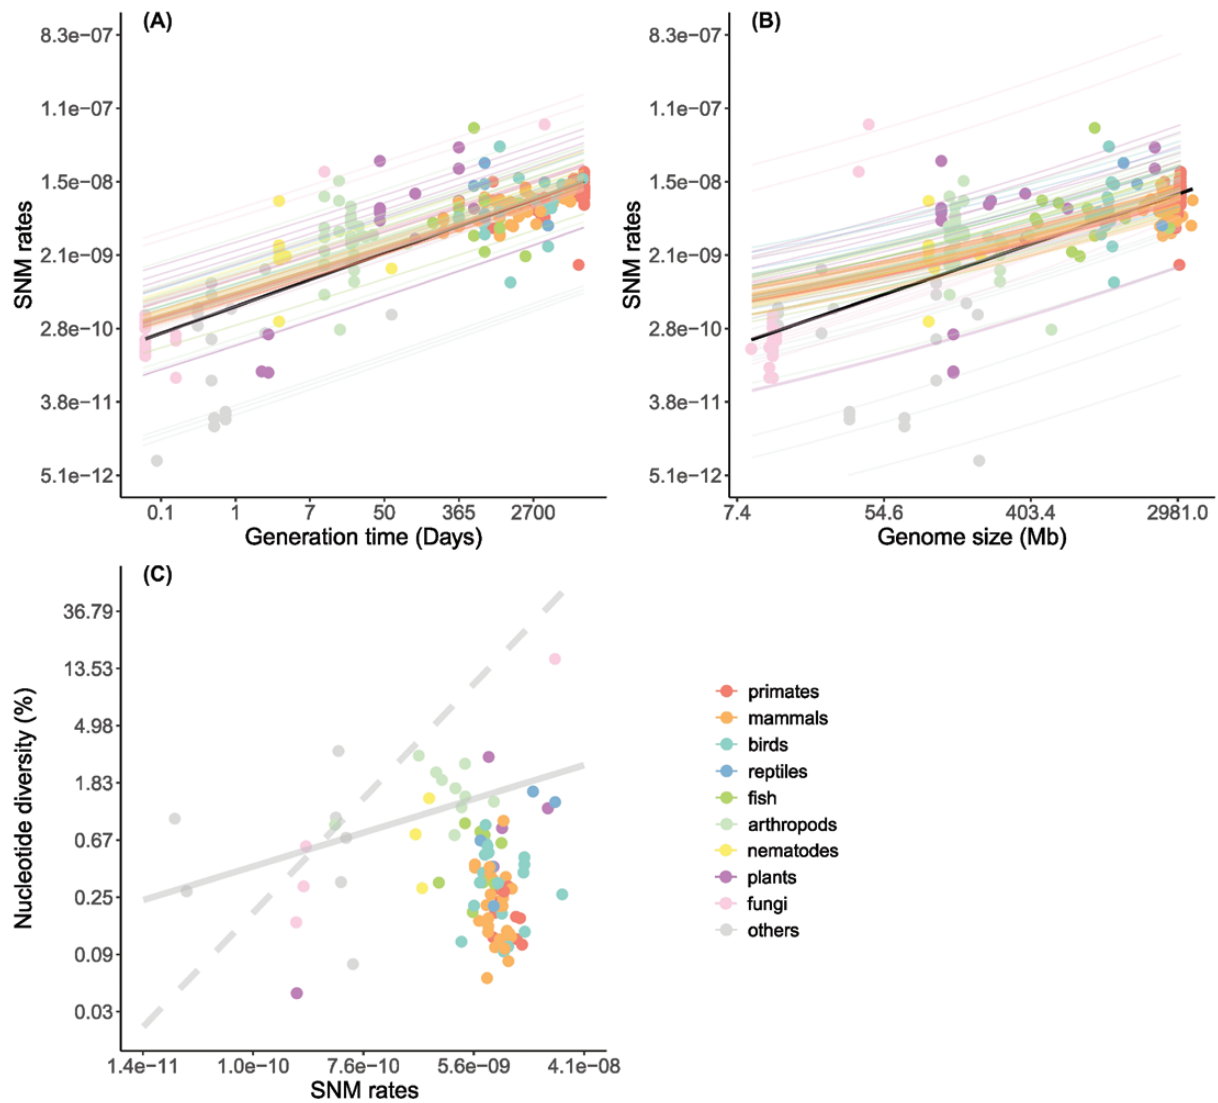 (A)
SNM rates
8.3e−07
1.1e−07
1.5e−08
2.1e−09
2.8e−10
3.8e−11
5.1e−12
0.1 1 7 50 365 2700
Generation time (Days)
(B)
SNM rates
8.3e−07
1.1e−07
1.5e−08
2.1e−09
2.8e−10
3.8e−11
5.1e−12
7.4 54.6 403.4 2981.0
Genome size (Mb)
(C)
Nucleotide diversity (%)
36.79
13.53
4.98
1.83
0.67
0.25
0.09
0.03
1.4e−11 1.0e−10 7.6e−10 5.6e−09 4.1e−08
SNM rates
primates
mammals
birds
reptiles
fish
arthropods
nematodes
plants
fungi
others